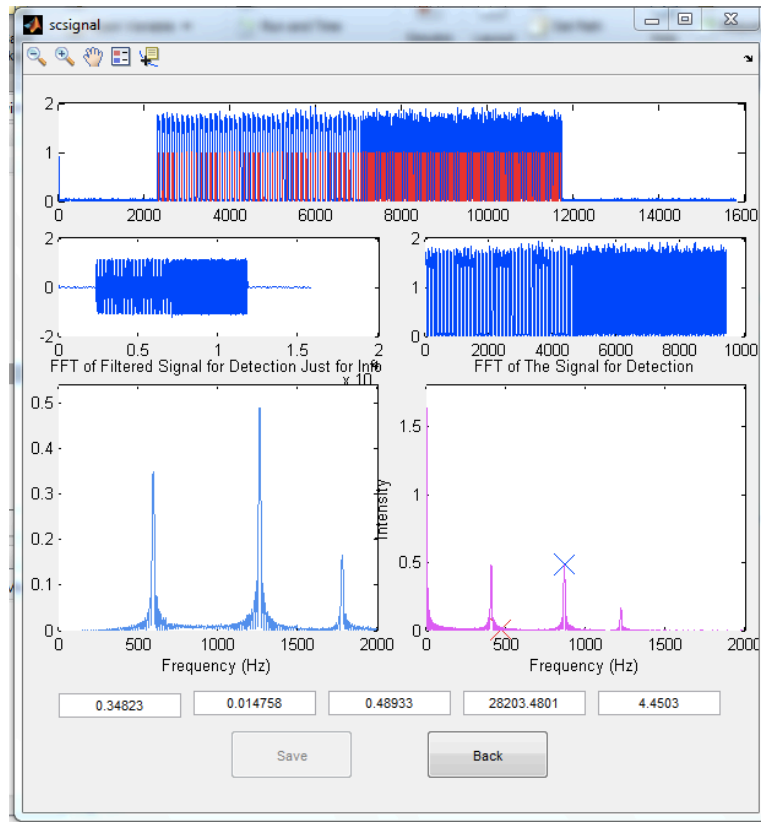 scsignal
2
1
0
0 2000 4000 6000 8000 10000 12000 14000 1600
2
0
-2
0 0.5 1 1.5 2
2
1
0
0 2000 4000 6000 8000 1000
FFT of Filtered Signal for Detection Just for Info
FFT of The Signal for Detection
0.5
0.4
0.3
0.2
0.1
0
0 500 1000 1500 2000
Frequency (Hz)
Intensity
1.5
1
0.5
0
0 500 1000 1500 2000
Frequency (Hz)
0.34823 0.014758 0.48933 28203.4801 4.4503
Save Back